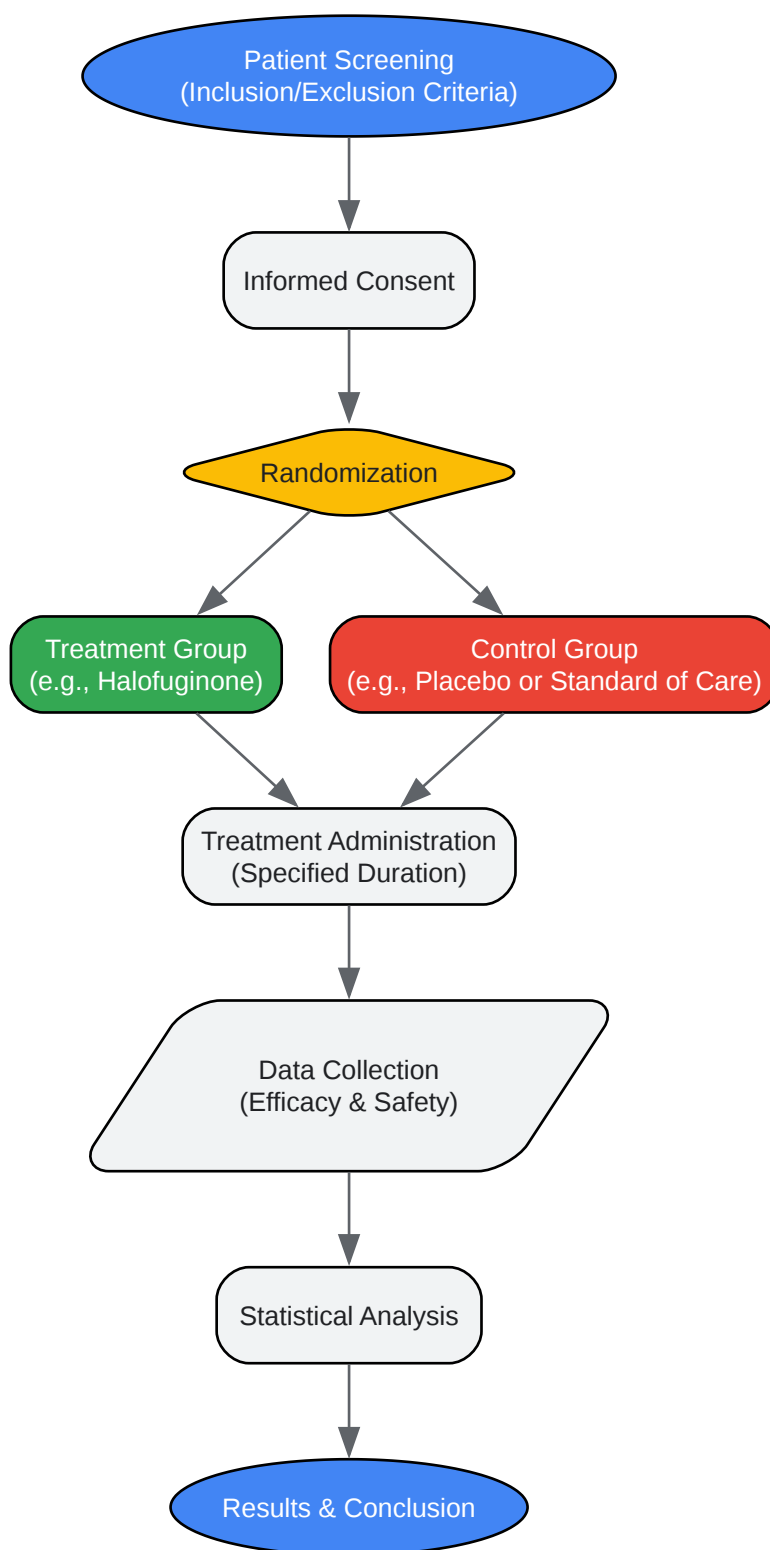 Patient Screening
(Inclusion/Exclusion Criteria)
Informed Consent
Randomization
Treatment Group
(e.g., Halofuginone)
Control Group
(e.g., Placebo or Standard of Care)
Treatment Administration
(Specified Duration)
Data Collection
(Efficacy & Safety)
Statistical Analysis
Results & Conclusion